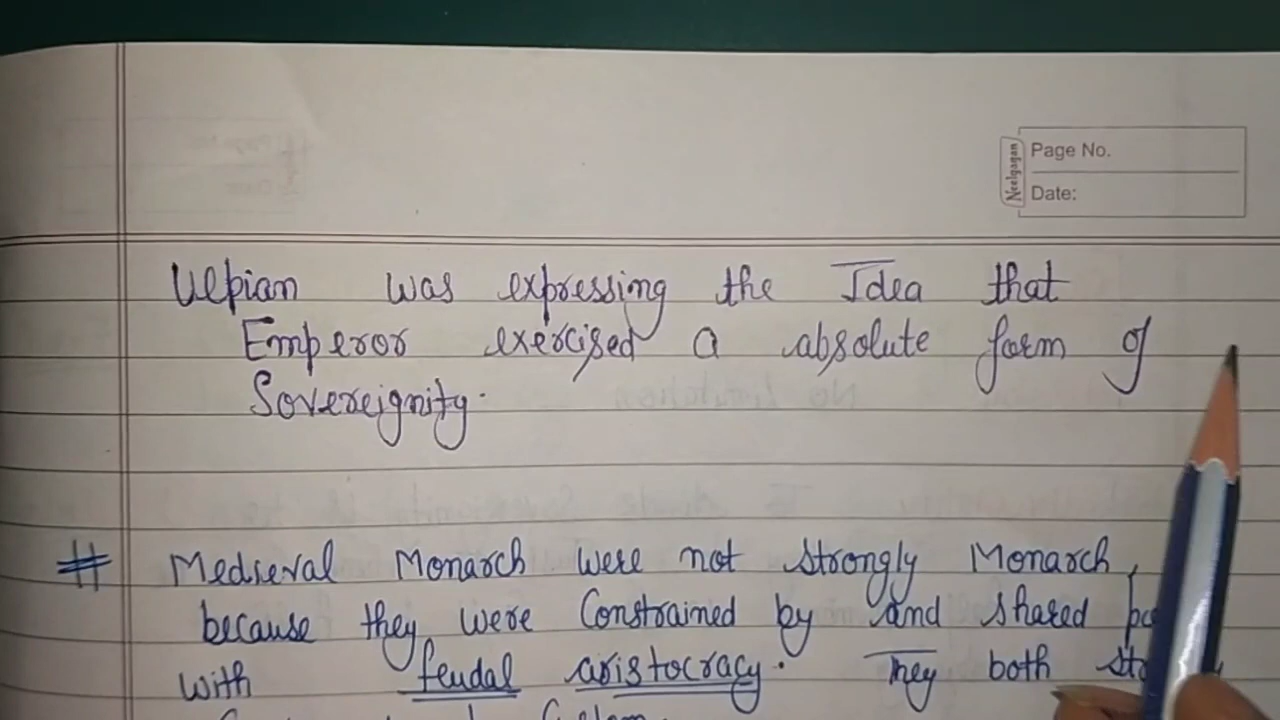 Neelgagan
Page No.
Date:
Ulpian was expressing the Idea that
Emperor exercised a absolute form of
Sovereignity.
# Medieval Monarch were not strongly Monarch,
because they were Constrained by and shared
with feudal aristocracy. They both